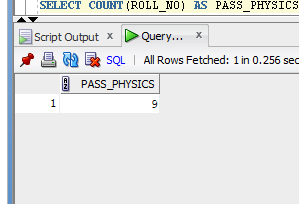 SELECT COUNT(ROLL_NO) AS PASS_PHYSICS
Script Output x Query... x
SQL | All Rows Fetched: 1 in 0.256 sec
AZ PASS_PHYSICS
1 9